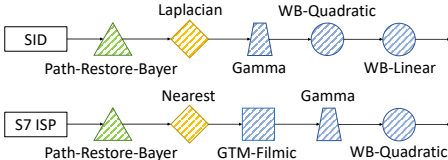 Laplacian
WB-Quadratic
SID
Path-Restore-Bayer
Gamma
WB-Linear
Nearest
Gamma
S7 ISP
Path-Restore-Bayer
GTM-Filmic
WB-Quadratic